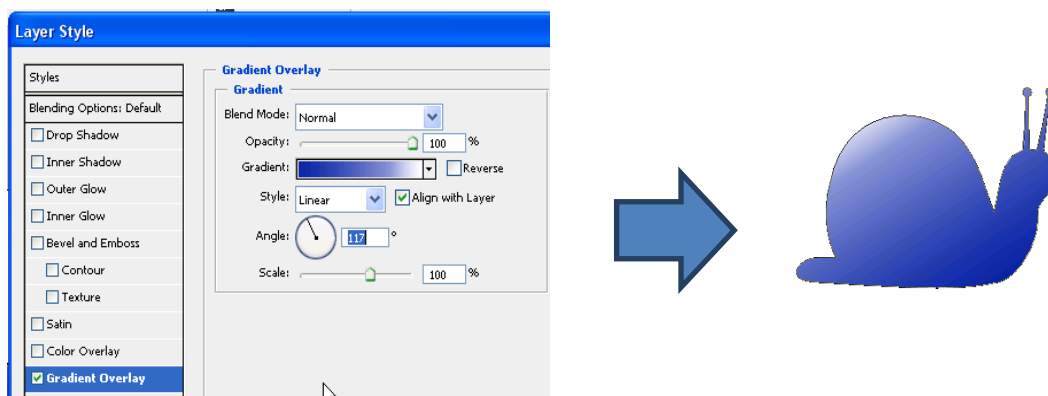 Layer Style
Styles
Blending Options: Default
Drop Shadow
Inner Shadow
Outer Glow
Inner Glow
Bevel and Emboss
Contour
Texture
Satin
Color Overlay
Gradient Overlay
Gradient Overlay
Gradient
Blend Mode: Normal
Opacity: 100 %
Gradient: Reverse
Style: Linear Align with Layer
Angle: 117 °
Scale: 100 %